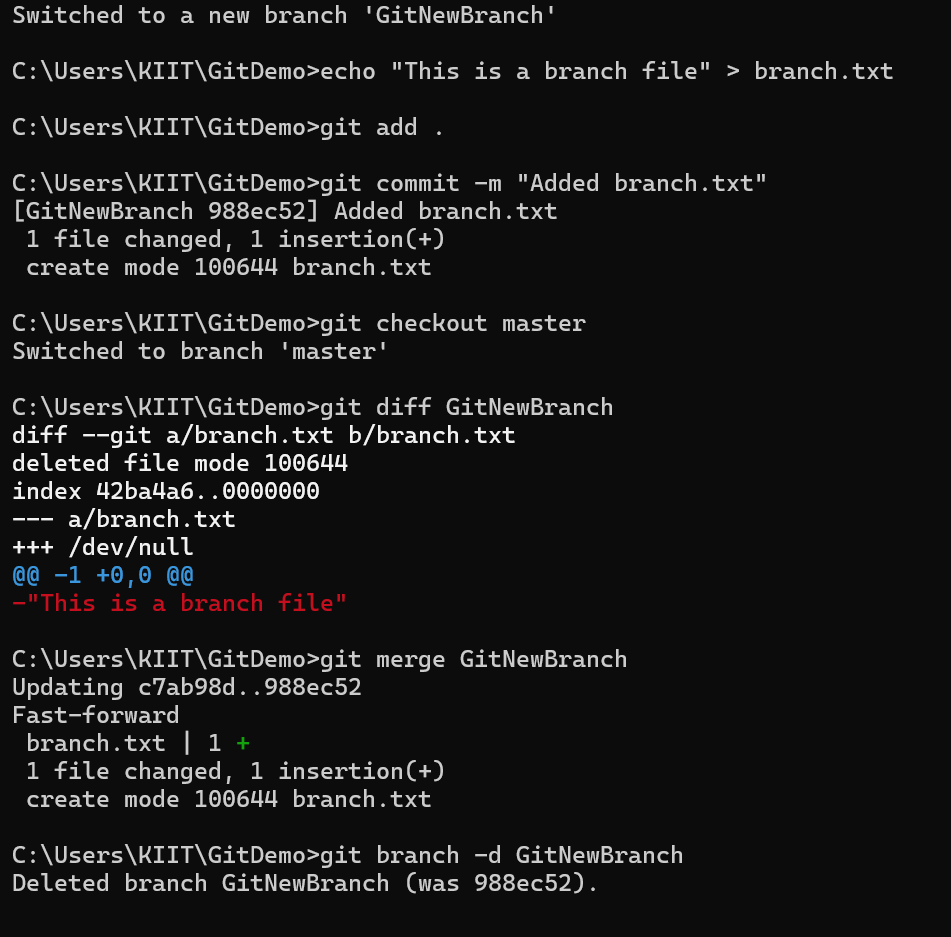 Switched to a new branch 'GitNewBranch'
C:\Users\KIIT\GitDemo>echo "This is a branch file" > branch.txt
C:\Users\KIIT\GitDemo>git add .
C:\Users\KIIT\GitDemo>git commit -m "Added branch.txt"
[GitNewBranch 988ec52] Added branch.txt
 1 file changed, 1 insertion(+)
 create mode 100644 branch.txt
C:\Users\KIIT\GitDemo>git checkout master
Switched to branch 'master'
C:\Users\KIIT\GitDemo>git diff GitNewBranch
diff --git a/branch.txt b/branch.txt
deleted file mode 100644
index 42ba4a6..0000000
--- a/branch.txt
+++ /dev/null
@@ -1 +0,0 @@
-"This is a branch file"
C:\Users\KIIT\GitDemo>git merge GitNewBranch
Updating c7ab98d..988ec52
Fast-forward
 branch.txt | 1 +
 1 file changed, 1 insertion(+)
 create mode 100644 branch.txt
C:\Users\KIIT\GitDemo>git branch -d GitNewBranch
Deleted branch GitNewBranch (was 988ec52).